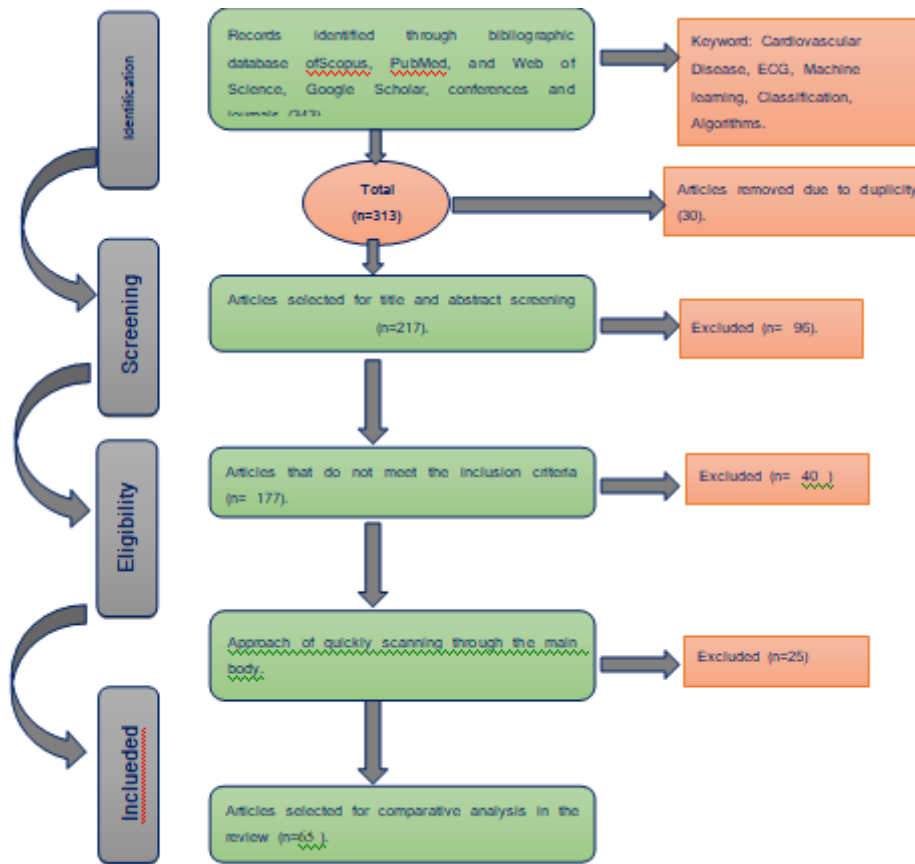 Identification
Records identified through bibliographic
database ofScopus, PubMed, and Web of
Science, Google Scholar, conferences and
journals (343).
Keyword: Cardiovascular
Disease, ECG, Machine
learning, Classification,
Algorithms.
Total
(n=313)
Articles removed due to duplicity
(30).
Screening
Articles selected for title and abstract screening
(n=217).
Excluded (n= 96).
Eligibility
Articles that do not meet the inclusion criteria
(n= 177).
Excluded (n= 40 )
Approach of quickly scanning through the main
body.
Excluded (n=25)
Inclueded
Articles selected for comparative analysis in the
review (n=65 ).